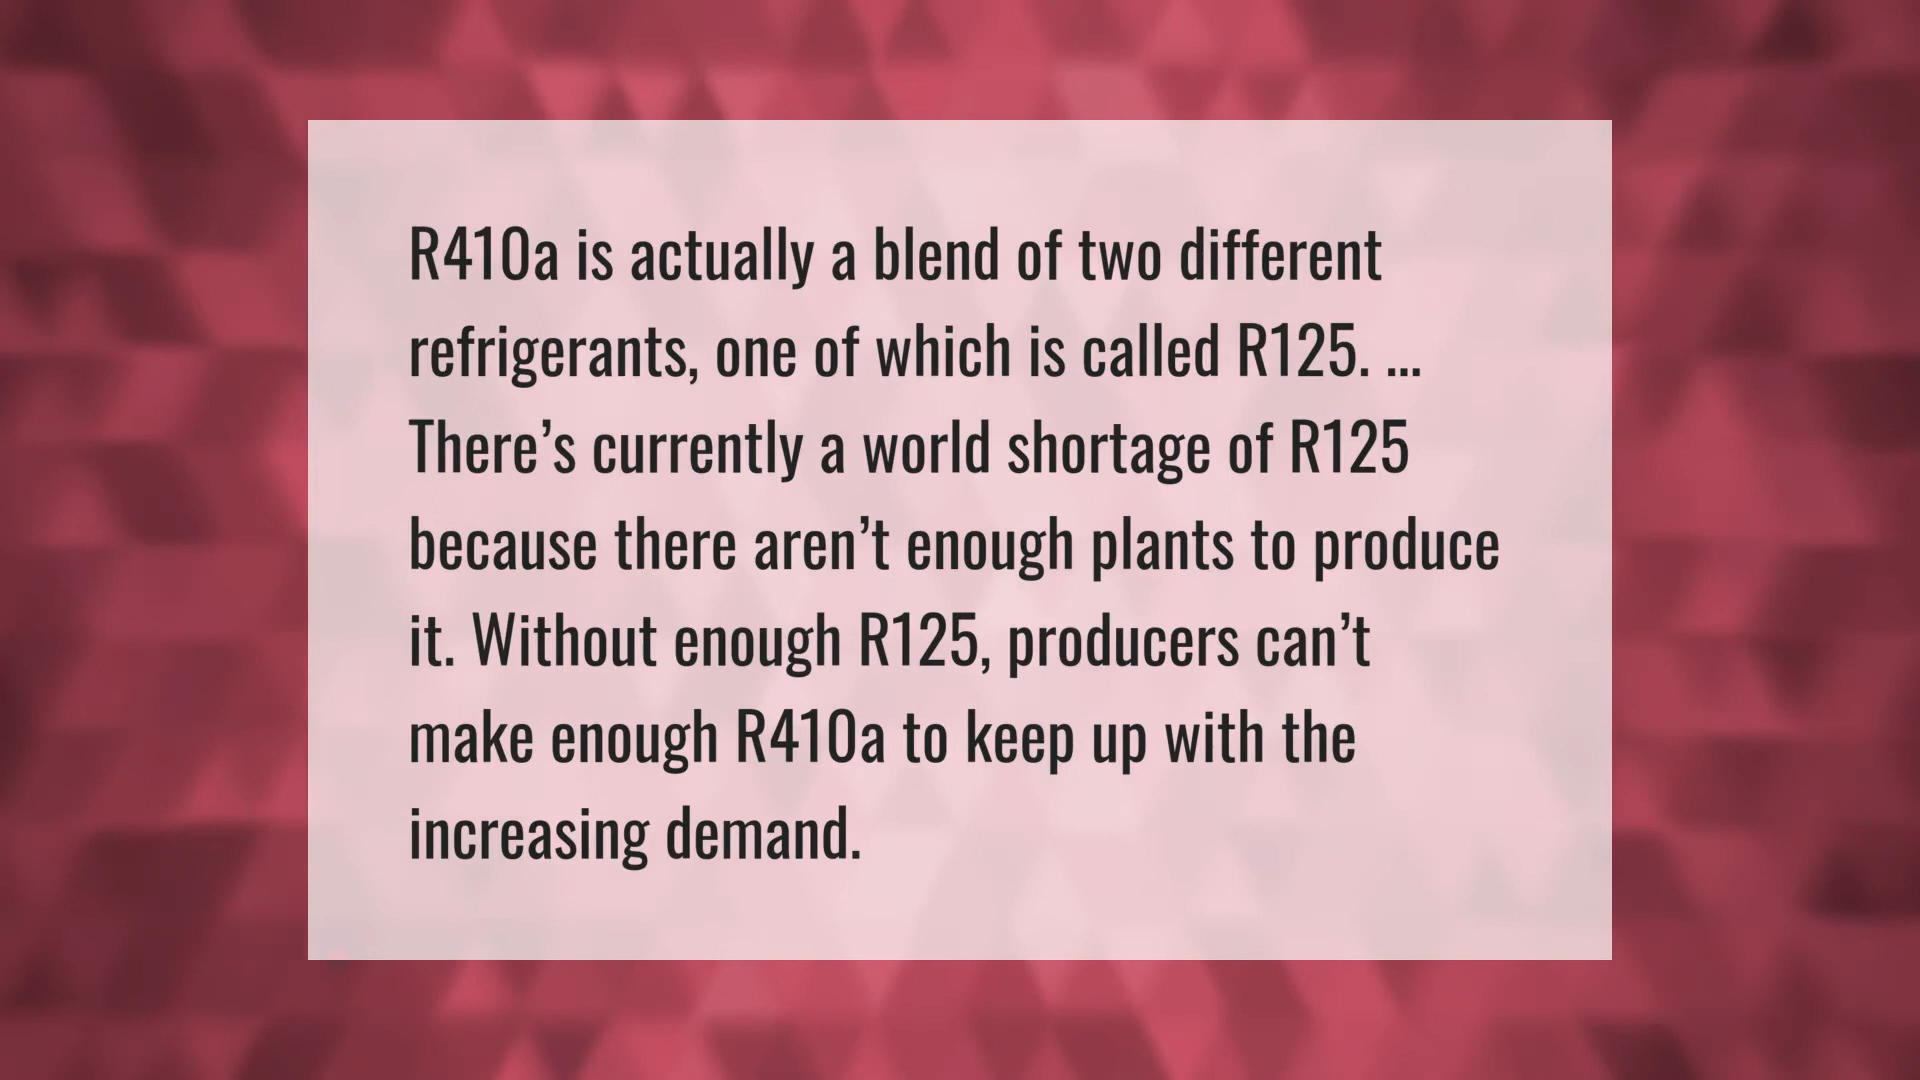 R410a is actually a blend of two different
refrigerants, one of which is called R125. ...
There’s currently a world shortage of R125
because there aren’t enough plants to produce
it. Without enough R125, producers can’t
make enough R410a to keep up with the
increasing demand.